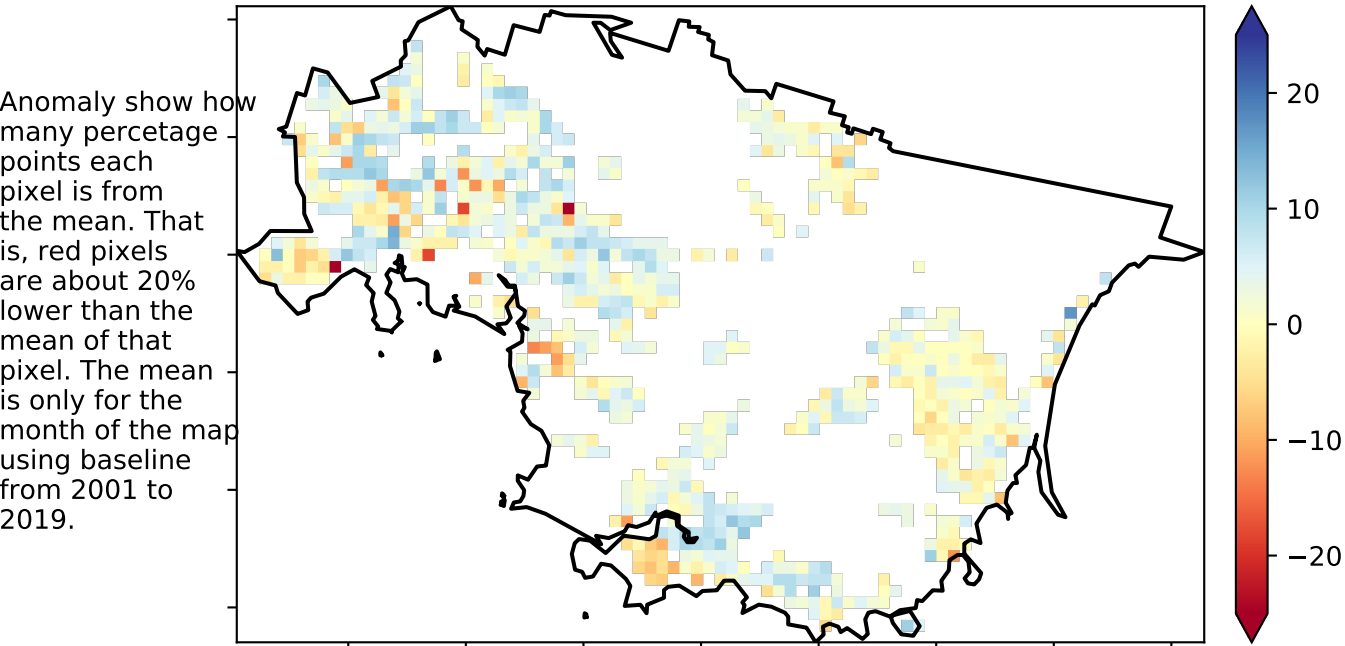 Anomaly show how
many percetage
points each
pixel is from
the mean. That
is, red pixels
are about 20%
lower than the
mean of that
pixel. The mean
is only for the
month of the map
using baseline
from 2001 to
2019.
20
10
0
−10
−20